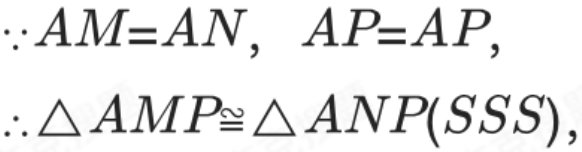 ∵AM=AN, AP=AP,
∴△AMP≌△ANP(SSS),